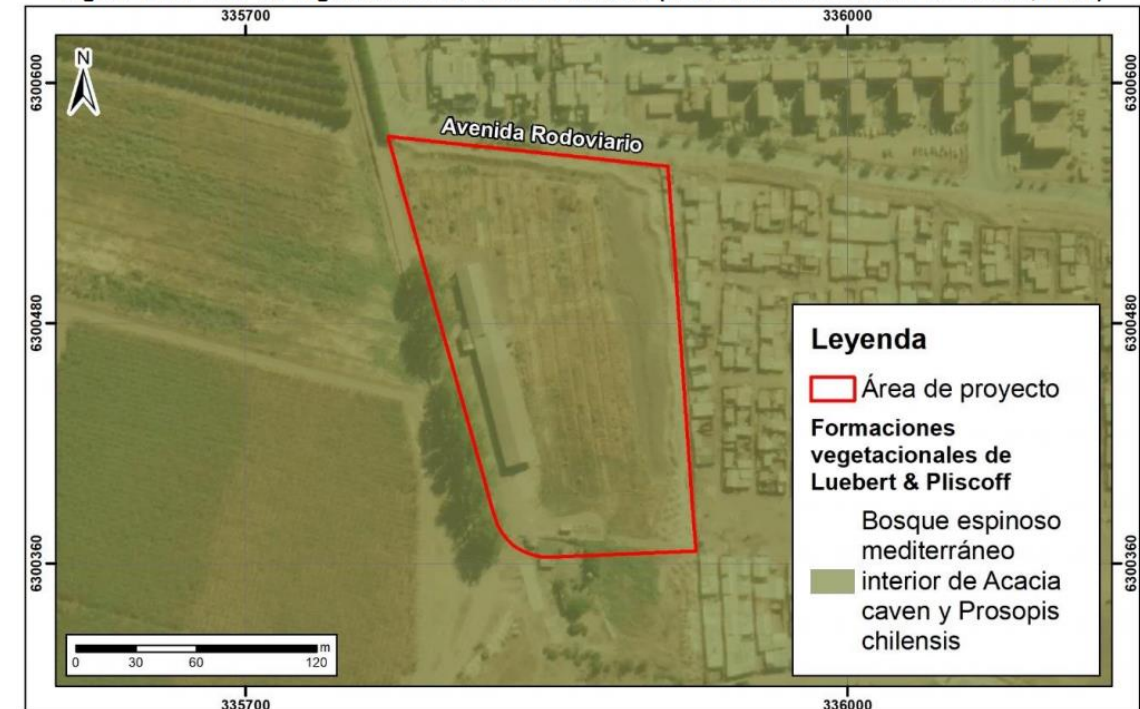 335700
336000
N
6300600
6300600
Avenida Rodoviario
6300480
6300480
Leyenda
Área de proyecto
Formaciones
vegetacionales de
Luebert & Pliscoff
Bosque espinoso
mediterráneo
interior de Acacia
caven y Prosopis
chilensis
6300360
6300360
m
0 30 60 120
335700
336000